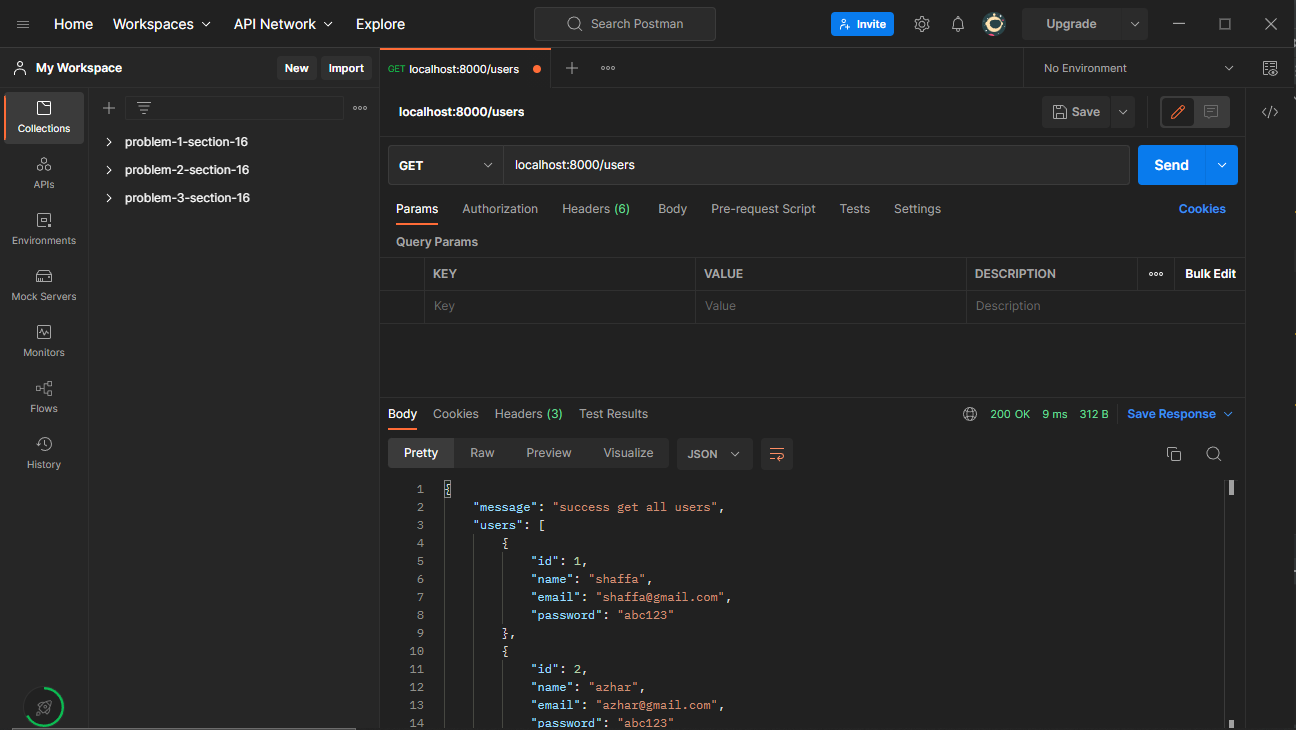 Home Workspaces API Network Explore Search Postman Invite Upgrade
My Workspace New Import GET localhost:8000/users No Environment
Collections
APIs
Environments
Mock Servers
Monitors
Flows
History
problem-1-section-16
problem-2-section-16
problem-3-section-16
localhost:8000/users Save
GET localhost:8000/users Send
Params Authorization Headers (6) Body Pre-request Script Tests Settings Cookies
Query Params
KEY VALUE DESCRIPTION Bulk Edit
Key Value Description
Body Cookies Headers (3) Test Results 200 OK 9 ms 312 B Save Response
Pretty Raw Preview Visualize JSON
1 {
2 "message": "success get all users",
3 "users": [
4 {
5 "id": 1,
6 "name": "shaffa",
7 "email": "shaffa@gmail.com",
8 "password": "abc123"
9 },
10 {
11 "id": 2,
12 "name": "azhar",
13 "email": "azhar@gmail.com",
14 "password": "abc123"